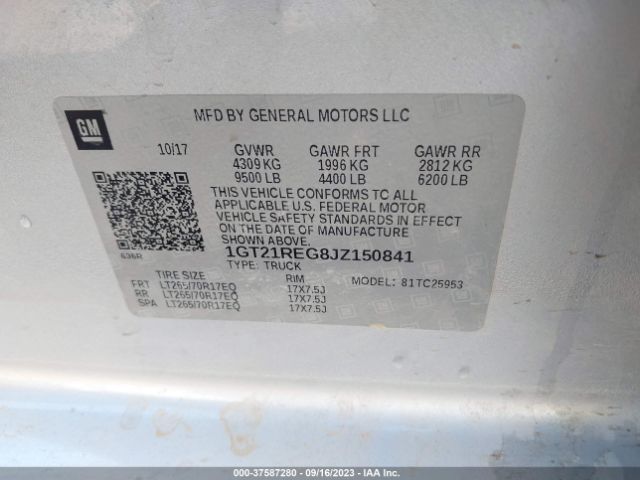 GM
MFD BY GENERAL MOTORS LLC
10/17 GVWR GAWR FRT GAWR RR
4309 KG 1996 KG 2812 KG
9500 LB 4400 LB 6200 LB
THIS VEHICLE CONFORMS TO ALL
APPLICABLE U.S. FEDERAL MOTOR
VEHICLE SAFETY STANDARDS IN EFFECT
ON THE DATE OF MANUFACTURE
SHOWN ABOVE.
1GT21REG8JZ150841
TYPE: TRUCK
MODEL: 81TC25953
TIRE SIZE RIM
FRT LT265/70R17EQ 17X7.5J
RR LT265/70R17EQ 17X7.5J
SPA LT265/70R17EQ 17X7.5J
000-37587280 - 09/16/2023 - IAA Inc.